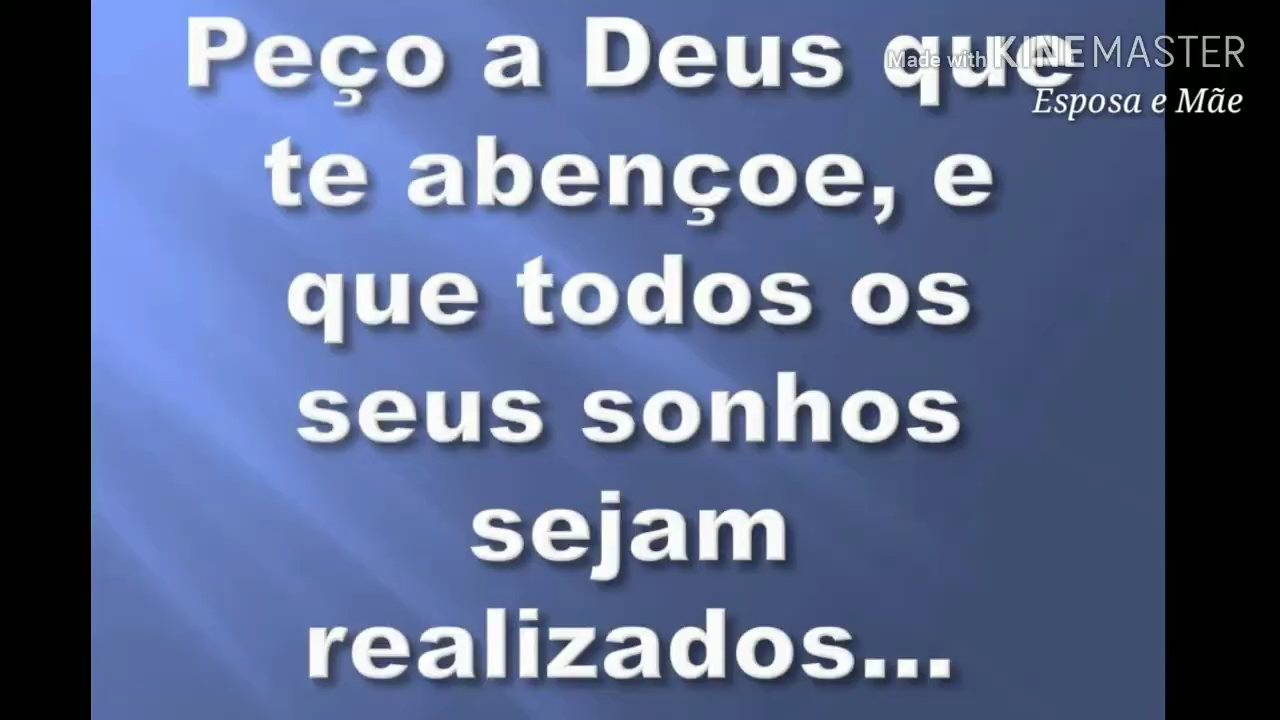 Peço a Deus que
Made with KINEMASTER
Esposa e Mãe
te abençoe, e
que todos os
seus sonhos
sejam
realizados...